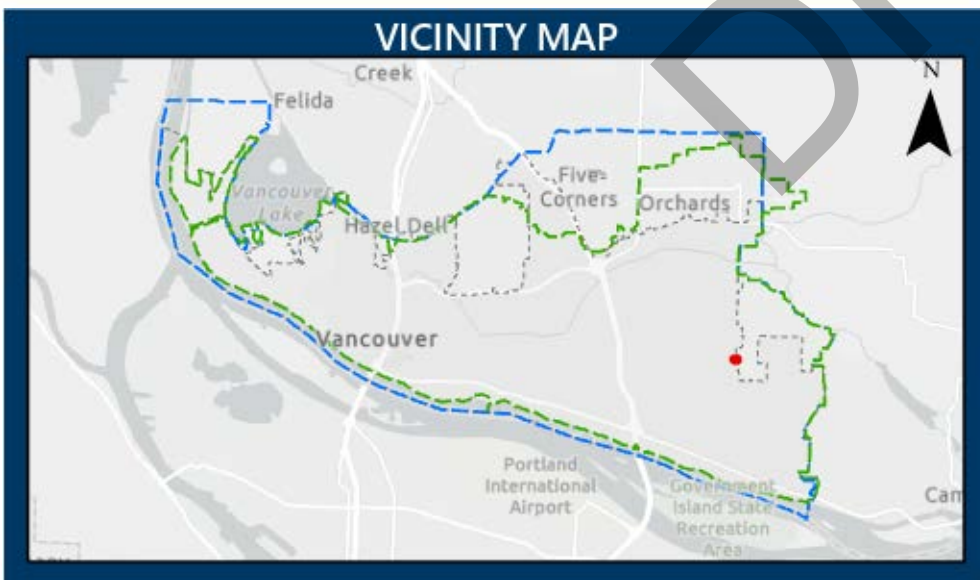 VICINITY MAP
Creek
N
Felida
Vancouver
Lake
Five
Corners
Orchards
Hazel Dell
Vancouver
Portland
International
Airport
Government
Island State
Recreation
Area
Cam